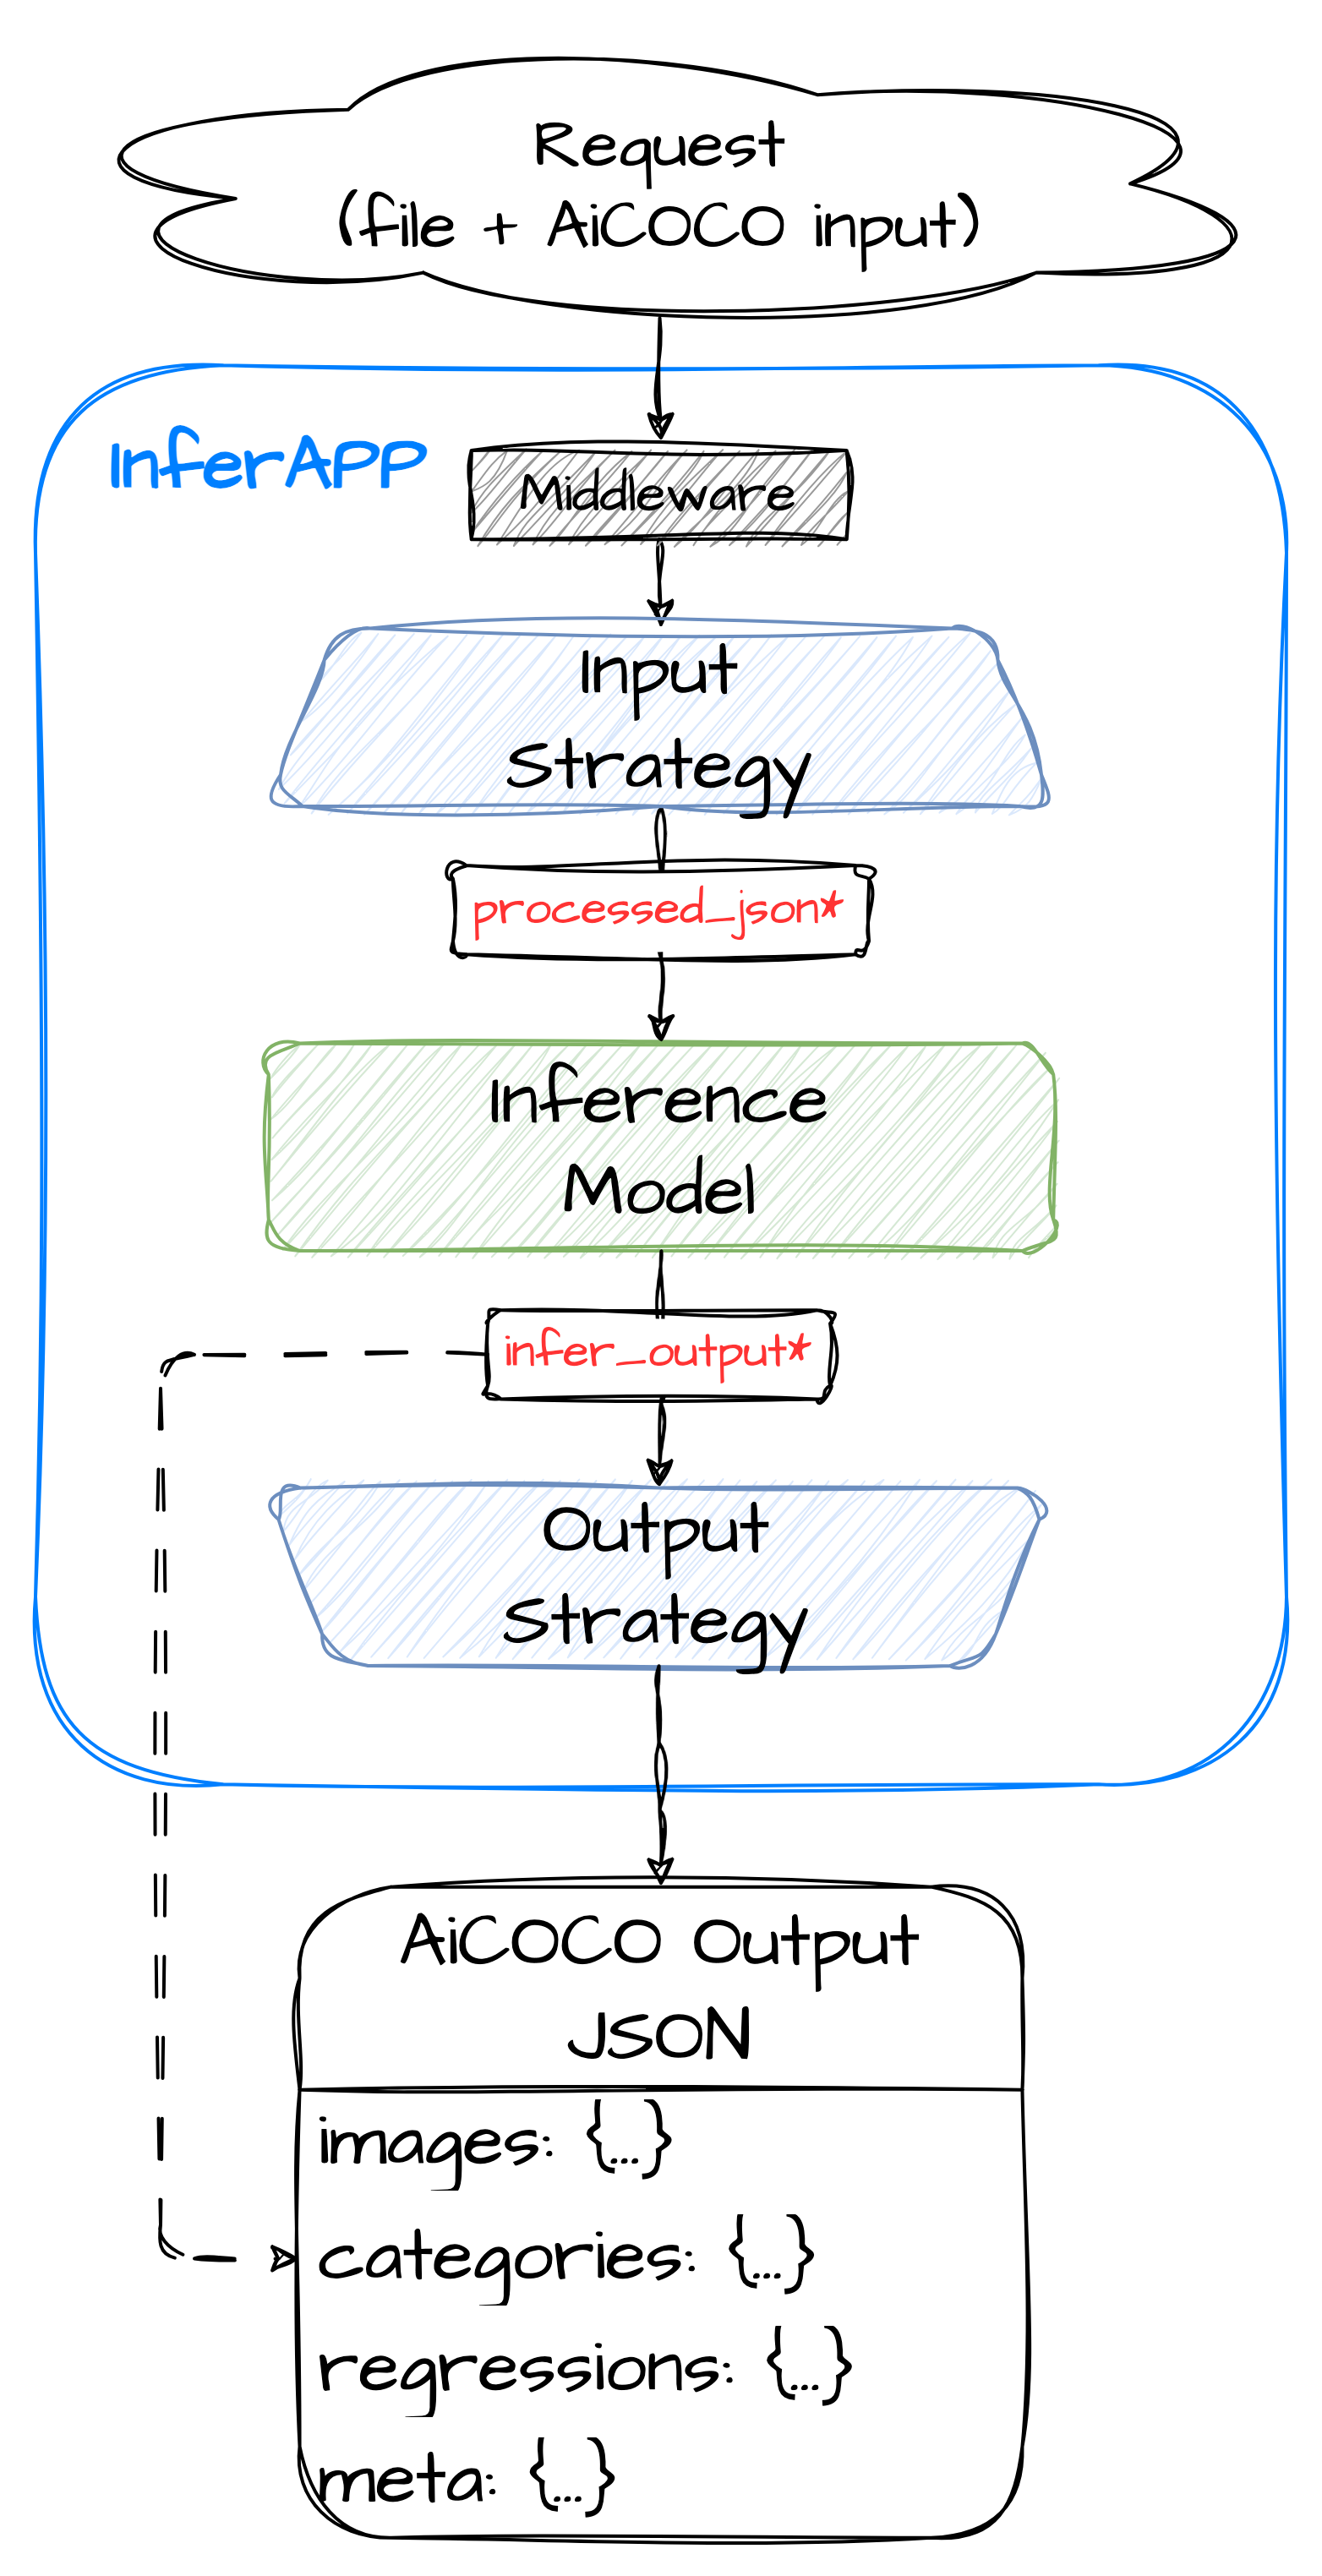 Request
(file + AiCOCO input)
InferAPP
Middleware
Input
Strategy
processed_json*
Inference
Model
infer_output*
Output
Strategy
AiCOCO Output
JSON
images: {...}
categories: {...}
regressions: {...}
meta: {...}